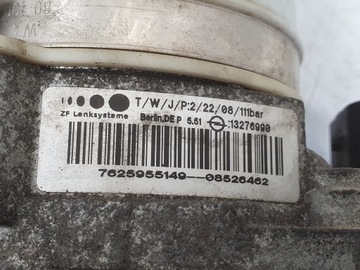 T/W/J/P:2/22/08/111bar
ZF Lenksysteme
Berlin,DE P 5.51 :13276990
7625955149--08526462